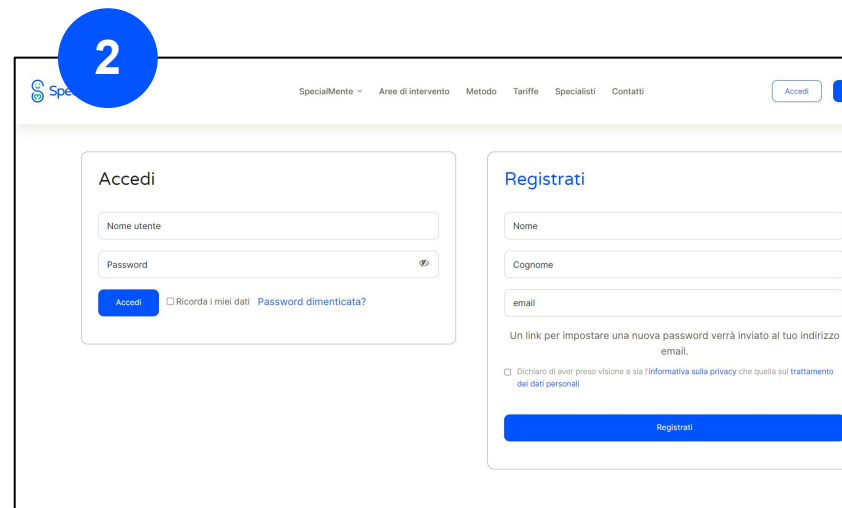 2
SpecialMente Aree di intervento Metodo Tariffe Specialisti Contatti Accedi
Accedi
Nome utente
Password
Accedi Ricorda i miei dati Password dimenticata?
Registrati
Nome
Cognome
email
Un link per impostare una nuova password verrà inviato al tuo indirizzo
email.
Dichiaro di aver preso visione e sia l'informativa sulla privacy che quella sul trattamento
dei dati personali
Registrati